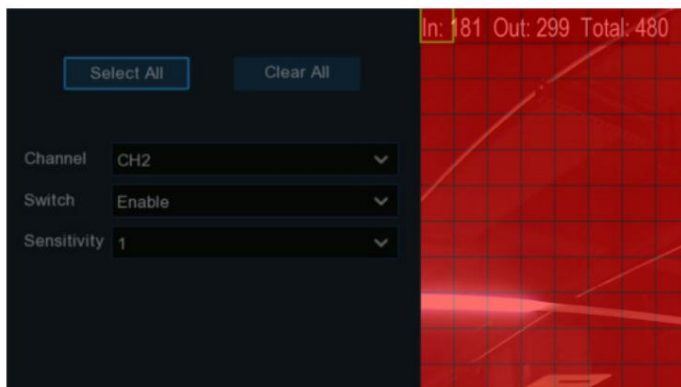 In: 181 Out: 299 Total: 480
Select All Clear All
Channel CH2
Switch Enable
Sensitivity 1